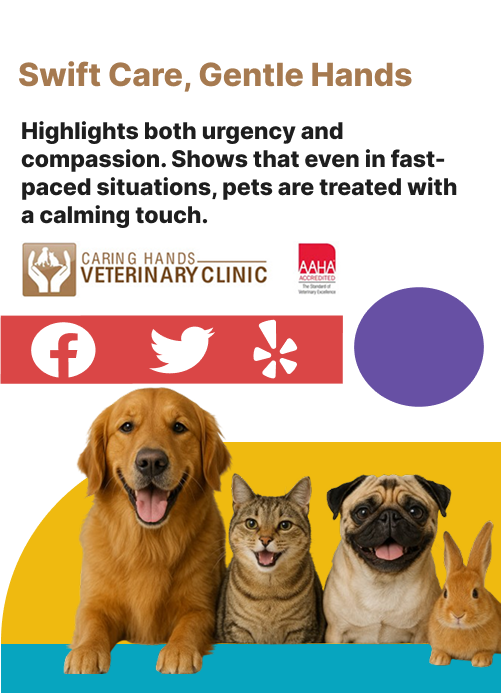 Swift Care, Gentle Hands
Highlights both urgency and
compassion. Shows that even in fast-
paced situations, pets are treated with
a calming touch.
CARING HANDS
VETERINARY CLINIC
AAHA
ACCREDITED
The Standard of
Veterinary Excellence